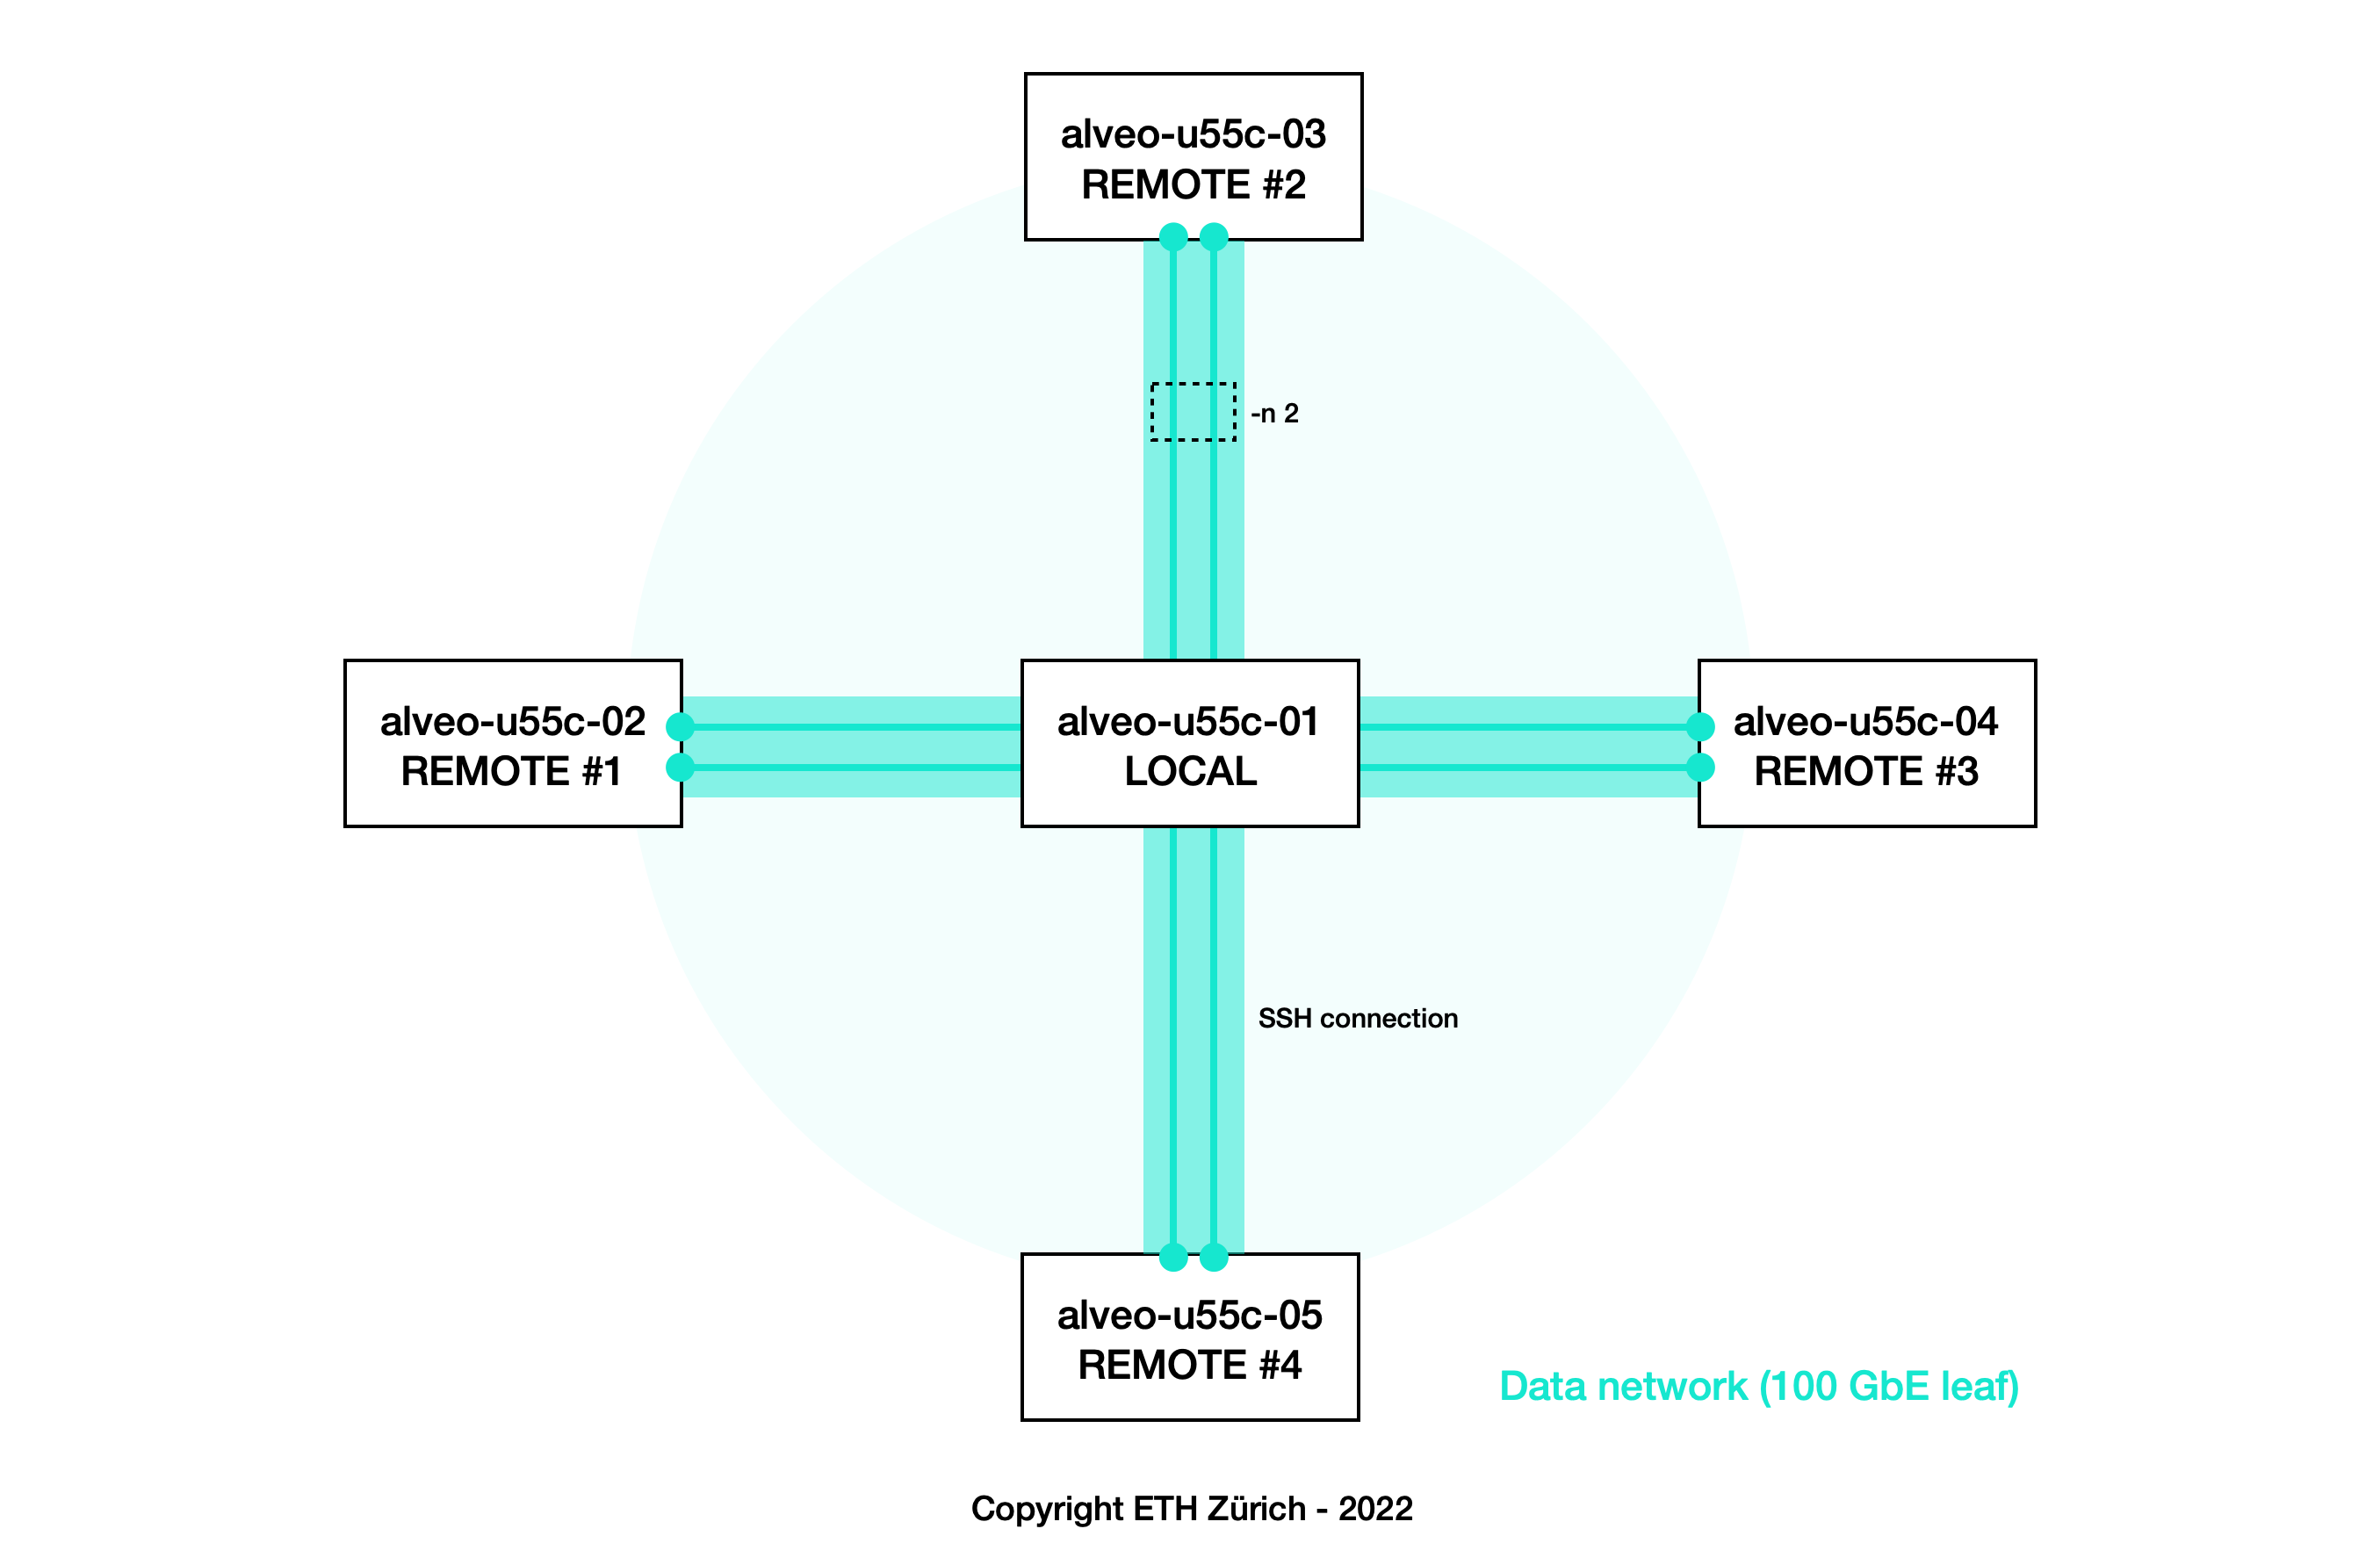 alveo-u55c-03
REMOTE #2
-n 2
alveo-u55c-02
REMOTE #1
alveo-u55c-01
LOCAL
alveo-u55c-04
REMOTE #3
SSH connection
alveo-u55c-05
REMOTE #4
Data network (100 GbE leaf)
Copyright ETH Zürich - 2022